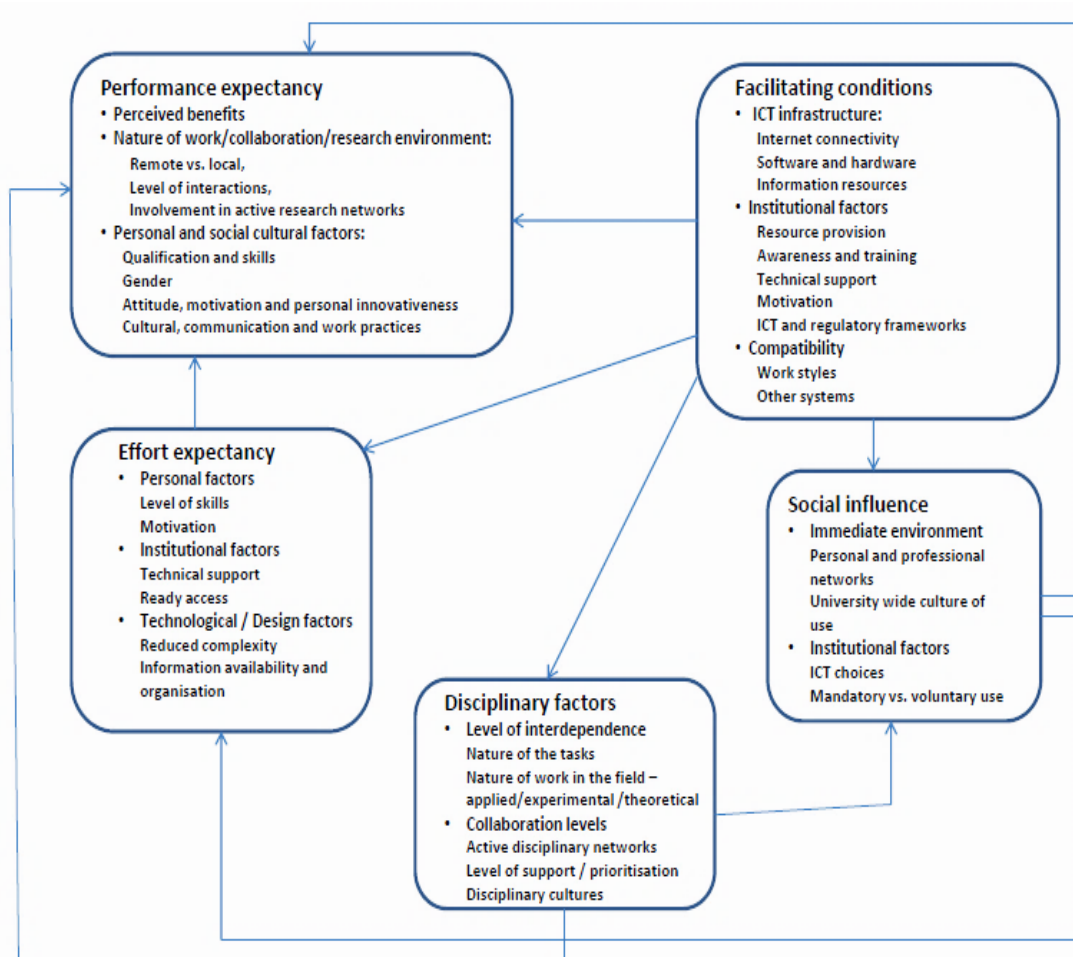 Performance expectancy
• Perceived benefits
• Nature of work/collaboration/research environment:
Remote vs. local,
Level of interactions,
Involvement in active research networks
• Personal and social cultural factors:
Qualification and skills
Gender
Attitude, motivation and personal innovativeness
Cultural, communication and work practices
Facilitating conditions
• ICT infrastructure:
Internet connectivity
Software and hardware
Information resources
• Institutional factors
Resource provision
Awareness and training
Technical support
Motivation
ICT and regulatory frameworks
• Compatibility
Work styles
Other systems
Effort expectancy
• Personal factors
Level of skills
Motivation
• Institutional factors
Technical support
Ready access
• Technological / Design factors
Reduced complexity
Information availability and
organisation
Social influence
• Immediate environment
Personal and professional
networks
University wide culture of
use
• Institutional factors
ICT choices
Mandatory vs. voluntary use
Disciplinary factors
• Level of interdependence
Nature of the tasks
Nature of work in the field –
applied/experimental /theoretical
• Collaboration levels
Active disciplinary networks
Level of support / prioritisation
Disciplinary cultures